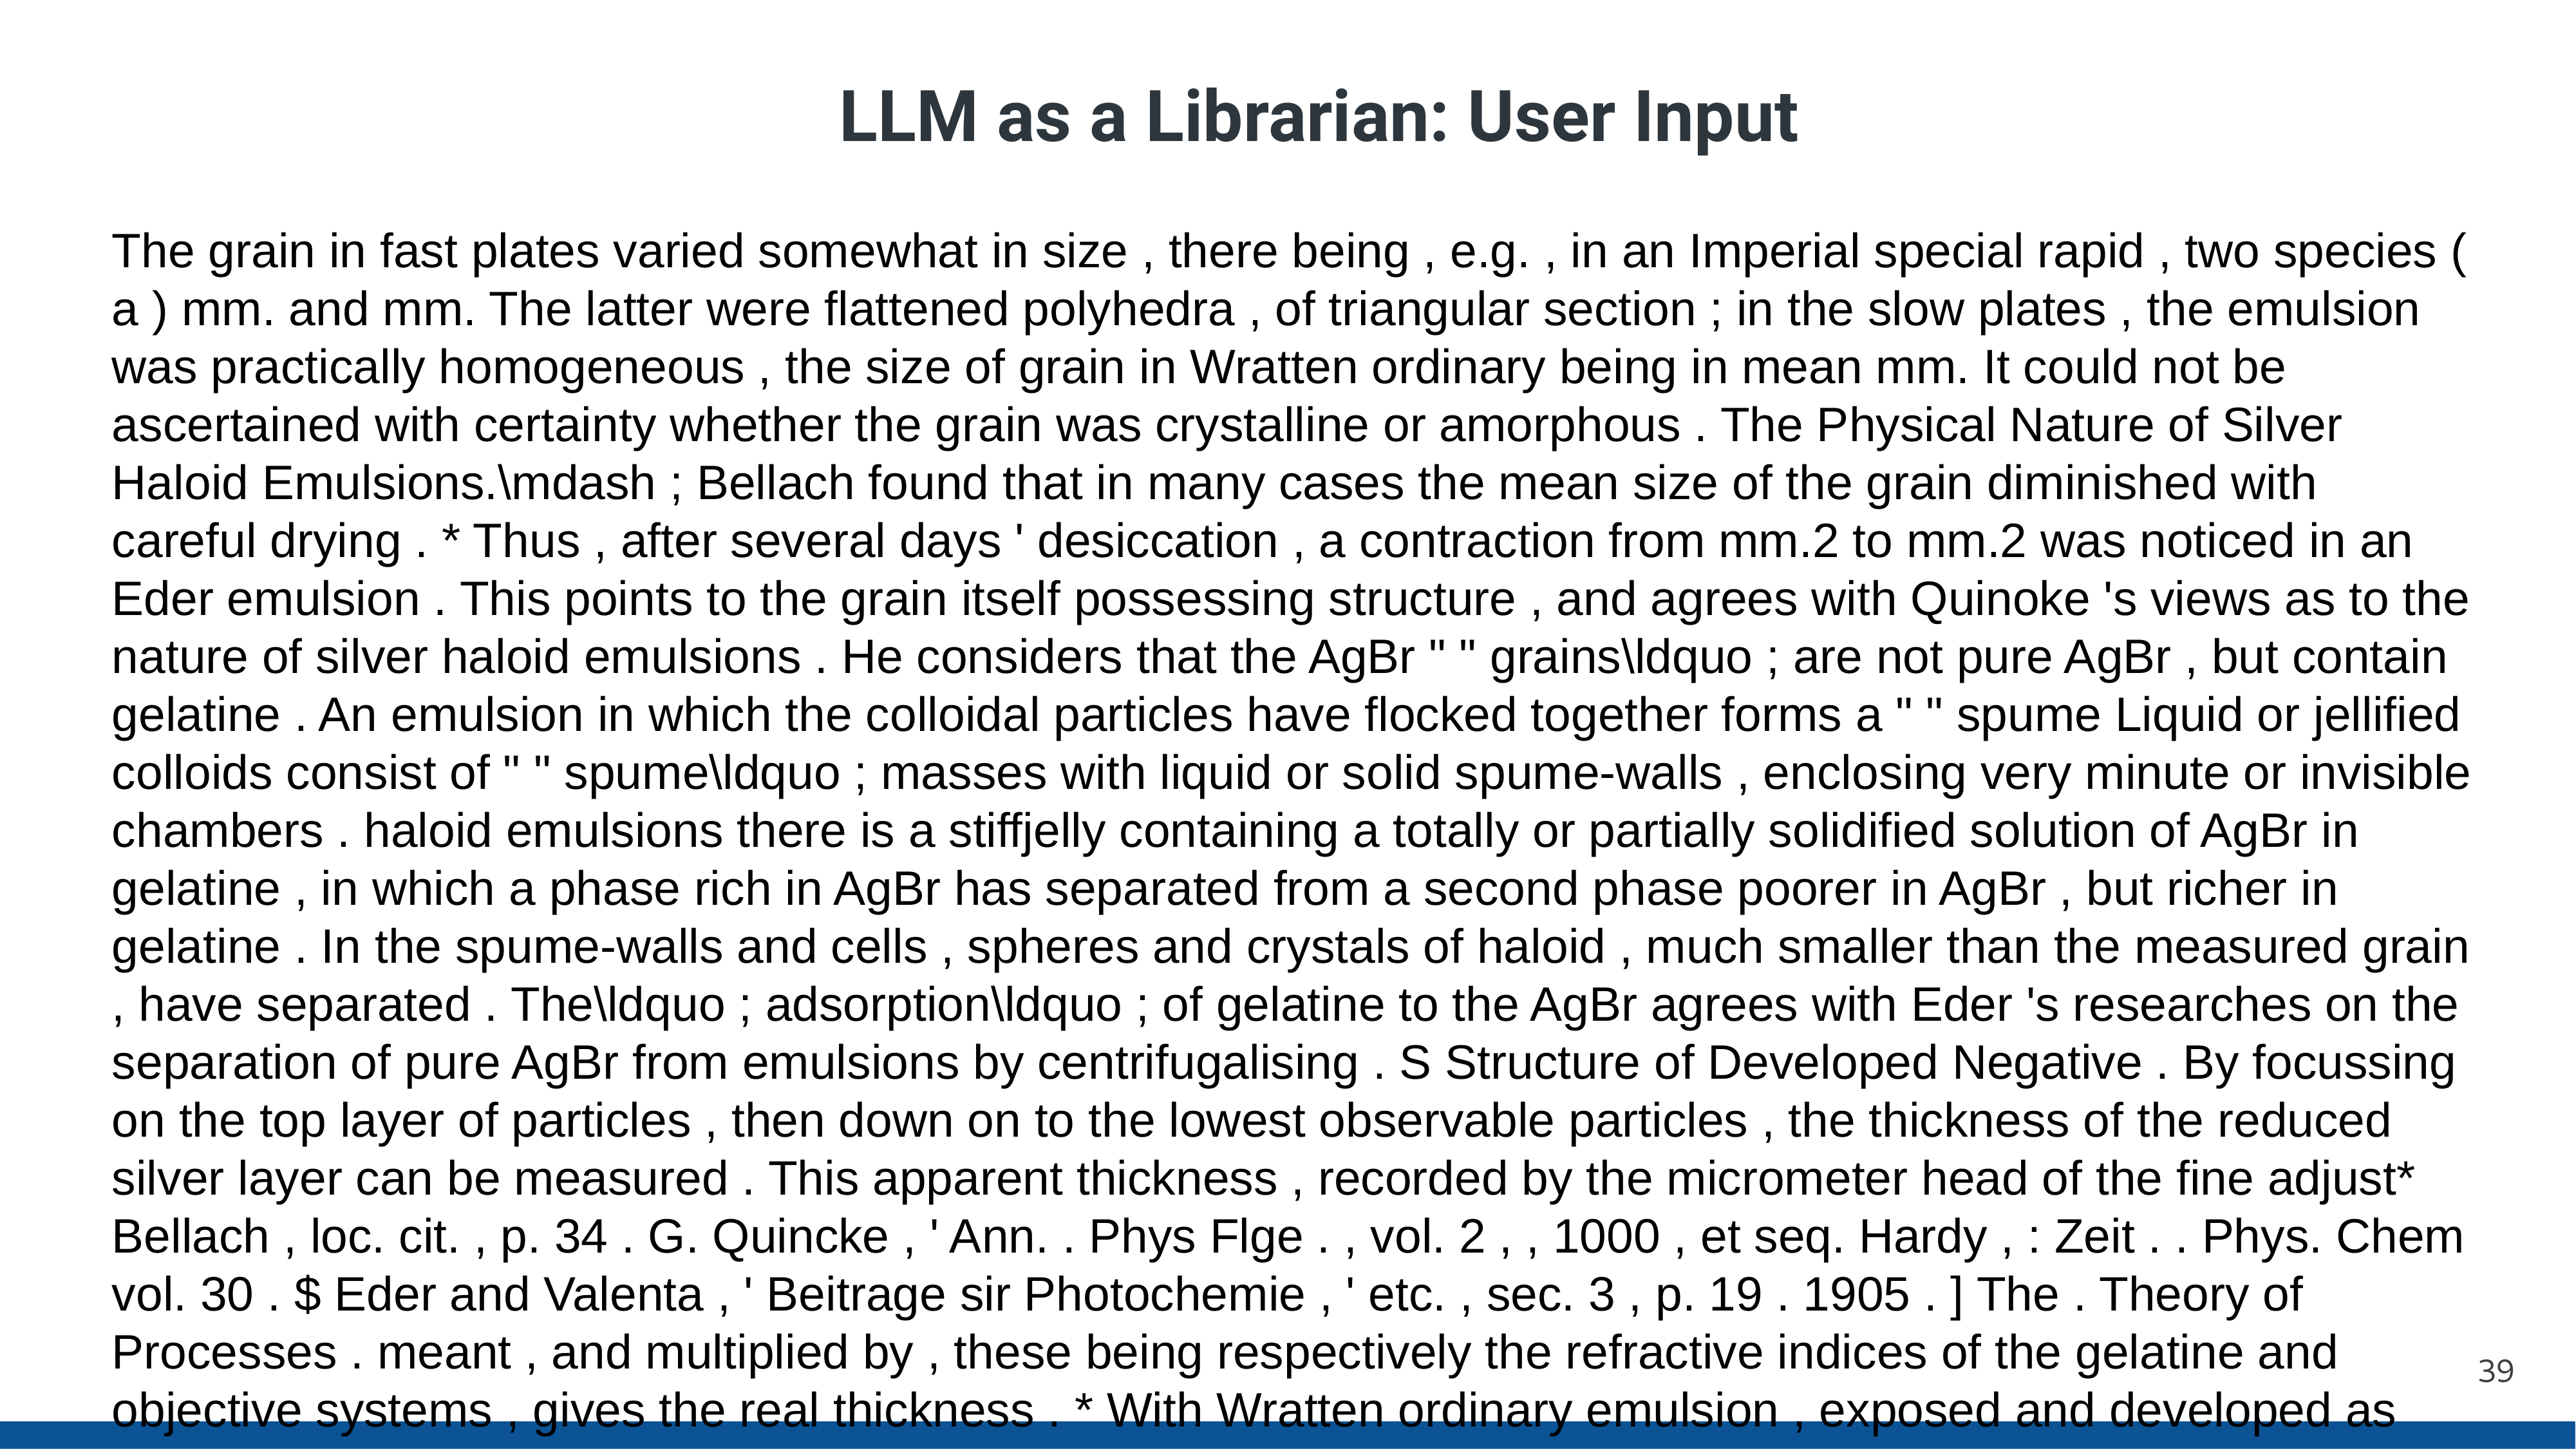 LLM as a Librarian: User Input
The grain in fast plates varied somewhat in size , there being , e.g. , in an Imperial special rapid , two species (
a ) mm. and mm. The latter were flattened polyhedra , of triangular section ; in the slow plates , the emulsion
was practically homogeneous , the size of grain in Wratten ordinary being in mean mm. It could not be
ascertained with certainty whether the grain was crystalline or amorphous . The Physical Nature of Silver
Haloid Emulsions.\mdash ; Bellach found that in many cases the mean size of the grain diminished with
careful drying . * Thus , after several days ' desiccation , a contraction from mm.2 to mm.2 was noticed in an
Eder emulsion . This points to the grain itself possessing structure , and agrees with Quinoke 's views as to the
nature of silver haloid emulsions . He considers that the AgBr " " grains\ldquo ; are not pure AgBr , but contain
gelatine . An emulsion in which the colloidal particles have flocked together forms a " " spume Liquid or jellified
colloids consist of " " spume\ldquo ; masses with liquid or solid spume-walls , enclosing very minute or invisible
chambers . haloid emulsions there is a stiffjelly containing a totally or partially solidified solution of AgBr in
gelatine , in which a phase rich in AgBr has separated from a second phase poorer in AgBr , but richer in
gelatine . In the spume-walls and cells , spheres and crystals of haloid , much smaller than the measured grain
, have separated . The\ldquo ; adsorption\ldquo ; of gelatine to the AgBr agrees with Eder 's researches on the
separation of pure AgBr from emulsions by centrifugalising . S Structure of Developed Negative . By focussing
on the top layer of particles , then down on to the lowest observable particles , the thickness of the reduced
silver layer can be measured . This apparent thickness , recorded by the micrometer head of the fine adjust*
Bellach , loc. cit. , p. 34 . G. Quincke , ' Ann. . Phys Flge . , vol. 2 , , 1000 , et seq. Hardy , : Zeit . . Phys. Chem
vol. 30 . $ Eder and Valenta , ' Beitrage sir Photochemie , ' etc. , sec. 3 , p. 19 . 1905 . ] The . Theory of
Processes . meant , and multiplied by , these being respectively the refractive indices of the gelatine and
objective systems , gives the real thickness . * With Wratten ordinary emulsion , exposed and developed as
39